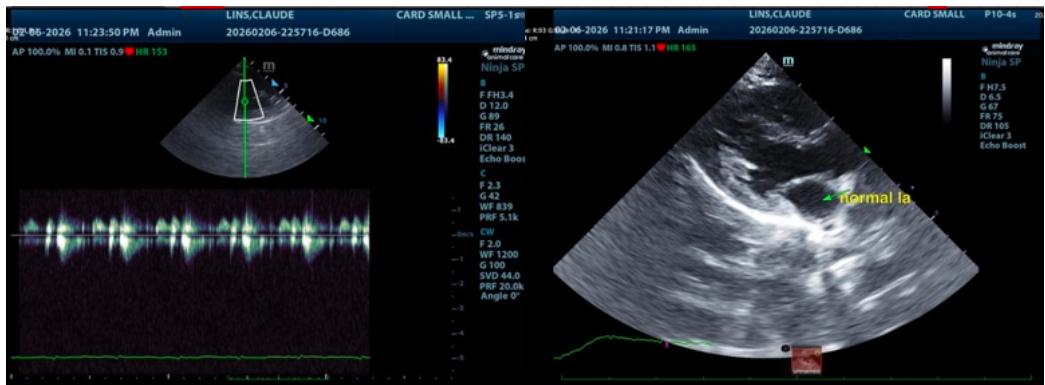 LINS,CLAUDE
CARD SMALL ...
SP5-1s
02-06-2026 11:23:50 PM Admin
20260206-225716-D686
AP 100.0% MI 0.1 TIS 0.9 HR 153
m
mindray
animal care
Ninja SP
83.4
-83.4
10
B
F FH3.4
D 12.0
G 89
FR 26
DR 140
iClear 3
Echo Boost
C
F 2.3
G 42
WF 839
PRF 5.1k
CW
F 2.0
WF 1200
G 100
SVD 44.0
PRF 20.0k
Angle 0°
LINS,CLAUDE
CARD SMALL
P10-4s
02-06-2026 11:21:17 PM Admin
20260206-225716-D686
AP 100.0% MI 0.8 TIS 1.1 HR 165
m
mindray
animal care
Ninja SP
B
F H7.5
D 6.5
G 67
FR 75
DR 105
iClear 3
Echo Boost
normal la